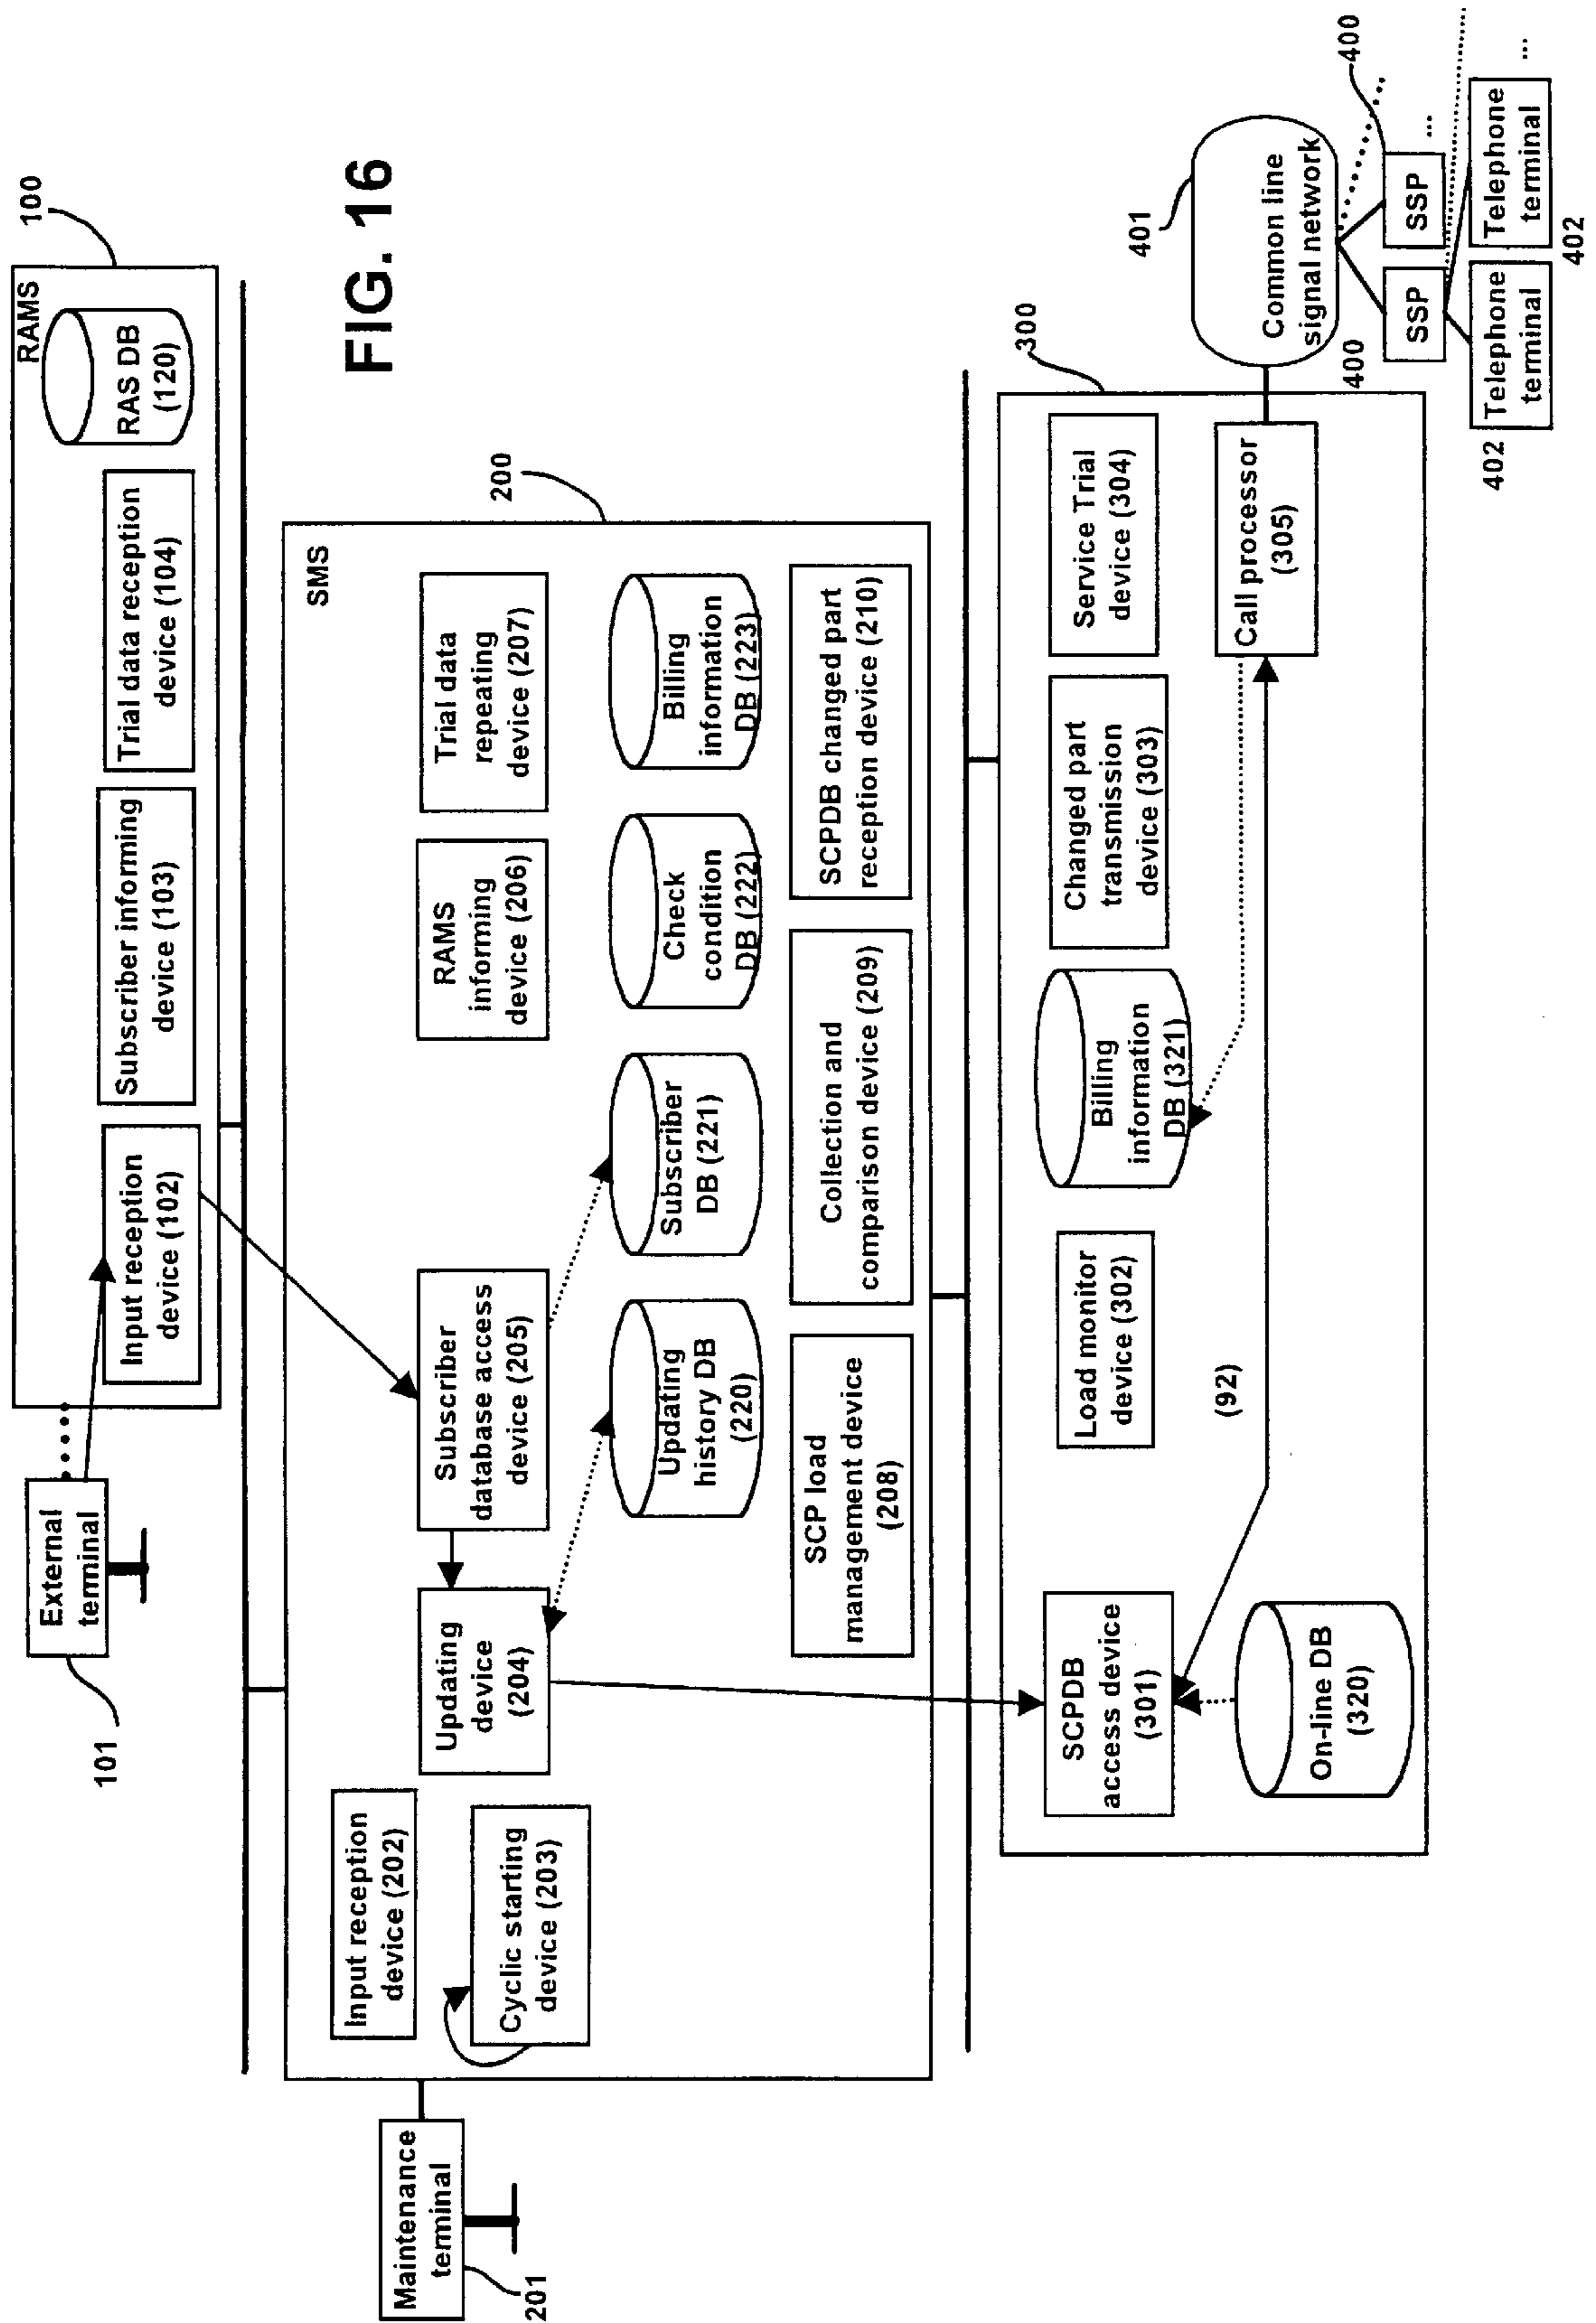 FIG. 16
100
RAMS
External
terminal
101
Input reception
device (102)
Subscriber informing
device (103)
Trial data reception
device (104)
RAS DB
(120)
200
SMS
Maintenance
terminal
201
Input reception
device (202)
Cyclic starting
device (203)
Updating
device
(204)
Subscriber
database access
device (205)
RAMS
informing
device (206)
Trial data
repeating
device (207)
Updating
history DB
(220)
Subscriber
DB (221)
Check
condition
DB (222)
Billing
information
DB (223)
SCP load
management device
(208)
Collection and
comparison device (209)
SCPDB changed part
reception device (210)
300
SCPDB
access device
(301)
Load monitor
device (302)
Billing
information
DB (321)
Changed part
transmission
device (303)
Service Trial
device (304)
On-line DB
(320)
(92)
Call processor
(305)
401
Common line
signal network
400
400
SSP
SSP
...
Telephone
terminal
Telephone
terminal
...
402
402